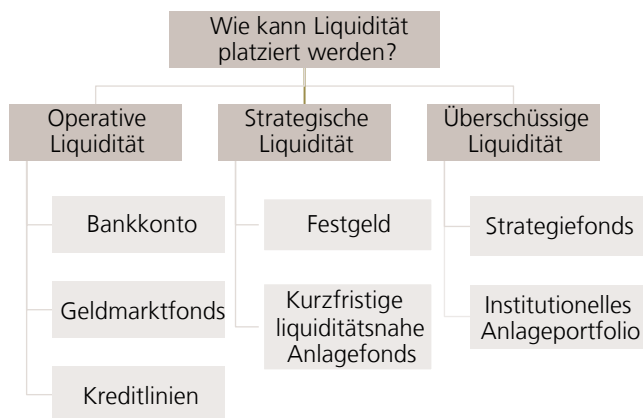 Wie kann Liquidität
platziert werden?
Operative
Liquidität
Strategische
Liquidität
Überschüssige
Liquidität
Bankkonto
Geldmarktfonds
Kreditlinien
Festgeld
Kurzfristige
liquiditätsnahe
Anlagefonds
Strategiefonds
Institutionelles
Anlageportfolio